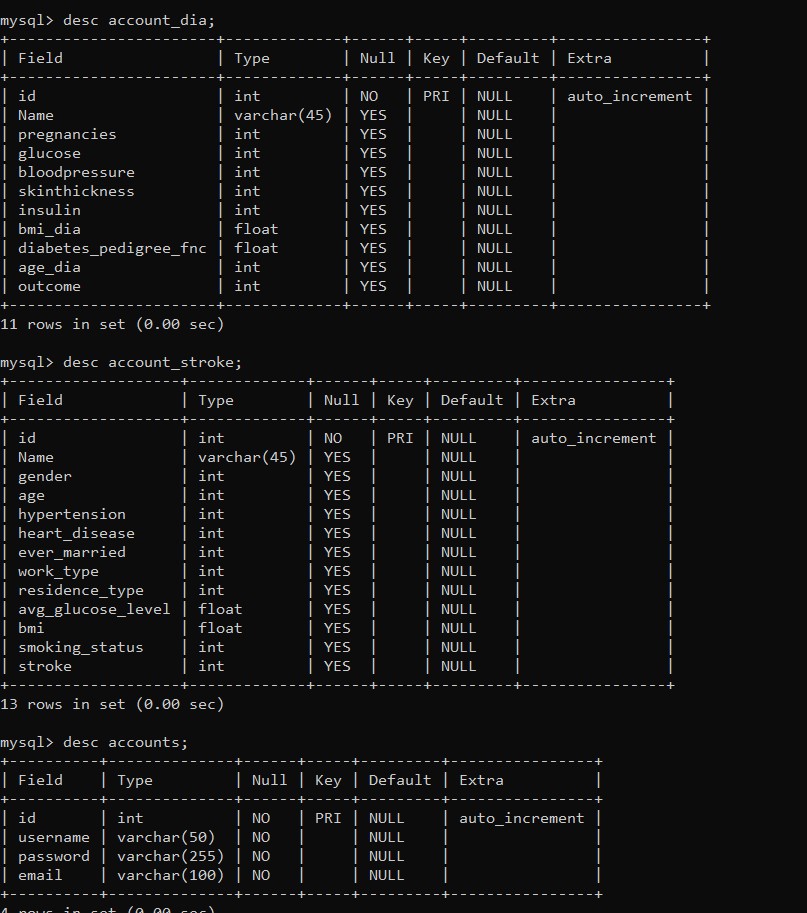 mysql> desc account_dia;
+-----------------------+-------------+------+-----+---------+----------------+
| Field                 | Type        | Null | Key | Default | Extra          |
+-----------------------+-------------+------+-----+---------+----------------+
| id                    | int         | NO   | PRI | NULL    | auto_increment |
| Name                  | varchar(45) | YES  |     | NULL    |                |
| pregnancies           | int         | YES  |     | NULL    |                |
| glucose               | int         | YES  |     | NULL    |                |
| bloodpressure         | int         | YES  |     | NULL    |                |
| skinthickness         | int         | YES  |     | NULL    |                |
| insulin               | int         | YES  |     | NULL    |                |
| bmi_dia               | float       | YES  |     | NULL    |                |
| diabetes_pedigree_fnc | float       | YES  |     | NULL    |                |
| age_dia               | int         | YES  |     | NULL    |                |
| outcome               | int         | YES  |     | NULL    |                |
+-----------------------+-------------+------+-----+---------+----------------+
11 rows in set (0.00 sec)

mysql> desc account_stroke;
+-------------------+-------------+------+-----+---------+----------------+
| Field             | Type        | Null | Key | Default | Extra          |
+-------------------+-------------+------+-----+---------+----------------+
| id                | int         | NO   | PRI | NULL    | auto_increment |
| Name              | varchar(45) | YES  |     | NULL    |                |
| gender            | int         | YES  |     | NULL    |                |
| age               | int         | YES  |     | NULL    |                |
| hypertension      | int         | YES  |     | NULL    |                |
| heart_disease     | int         | YES  |     | NULL    |                |
| ever_married      | int         | YES  |     | NULL    |                |
| work_type         | int         | YES  |     | NULL    |                |
| residence_type    | int         | YES  |     | NULL    |                |
| avg_glucose_level | float       | YES  |     | NULL    |                |
| bmi               | float       | YES  |     | NULL    |                |
| smoking_status    | int         | YES  |     | NULL    |                |
| stroke            | int         | YES  |     | NULL    |                |
+-------------------+-------------+------+-----+---------+----------------+
13 rows in set (0.00 sec)

mysql> desc accounts;
+----------+--------------+------+-----+---------+----------------+
| Field    | Type         | Null | Key | Default | Extra          |
+----------+--------------+------+-----+---------+----------------+
| id       | int          | NO   | PRI | NULL    | auto_increment |
| username | varchar(50)  | NO   |     | NULL    |                |
| password | varchar(255) | NO   |     | NULL    |                |
| email    | varchar(100) | NO   |     | NULL    |                |
+----------+--------------+------+-----+---------+----------------+
4 rows in set (0.00 sec)